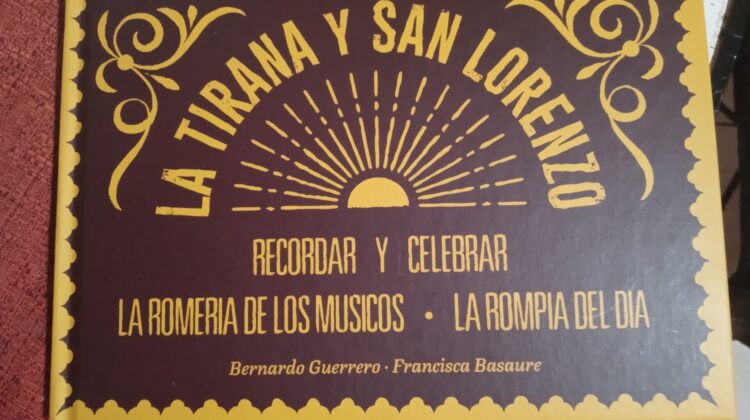 LA TIRANA Y SAN LORENZO
RECORDAR Y CELEBRAR
LA ROMERIA DE LOS MUSICOS · LA ROMPIA DEL DIA
Bernardo Guerrero · Francisca Basaure